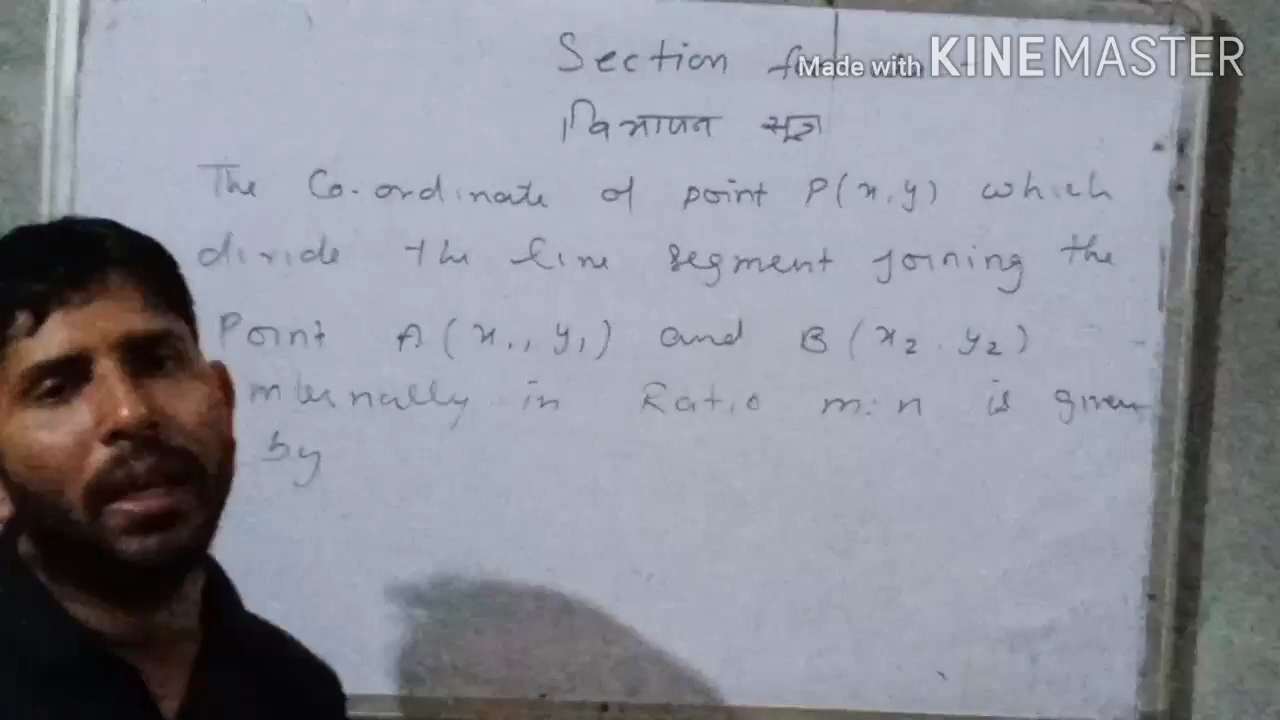 Section
Made with KINEMASTER
विभाजन सूत्र
The Co-ordinate of point P(x,y) which
divide the line segment joining the
Point A(x1, y1) and B(x2, y2)
internally in Ratio m:n is given
by